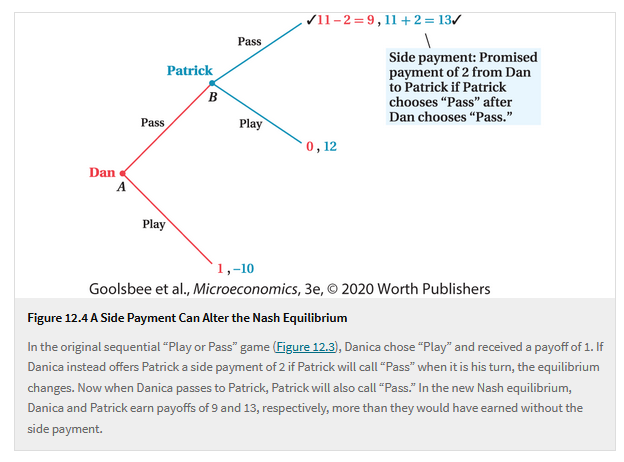 ✓11 – 2 = 9 , 11 + 2 = 13✓
Pass
Side payment: Promised
payment of 2 from Dan
to Patrick if Patrick
chooses “Pass” after
Dan chooses “Pass.”
Patrick
B
Pass
Play
0 , 12
Dan
A
Play
1 , –10
Goolsbee et al., Microeconomics, 3e, © 2020 Worth Publishers
Figure 12.4 A Side Payment Can Alter the Nash Equilibrium
In the original sequential “Play or Pass” game (Figure 12.3), Danica chose “Play” and received a payoff of 1. If
Danica instead offers Patrick a side payment of 2 if Patrick will call “Pass” when it is his turn, the equilibrium
changes. Now when Danica passes to Patrick, Patrick will also call “Pass.” In the new Nash equilibrium,
Danica and Patrick earn payoffs of 9 and 13, respectively, more than they would have earned without the
side payment.